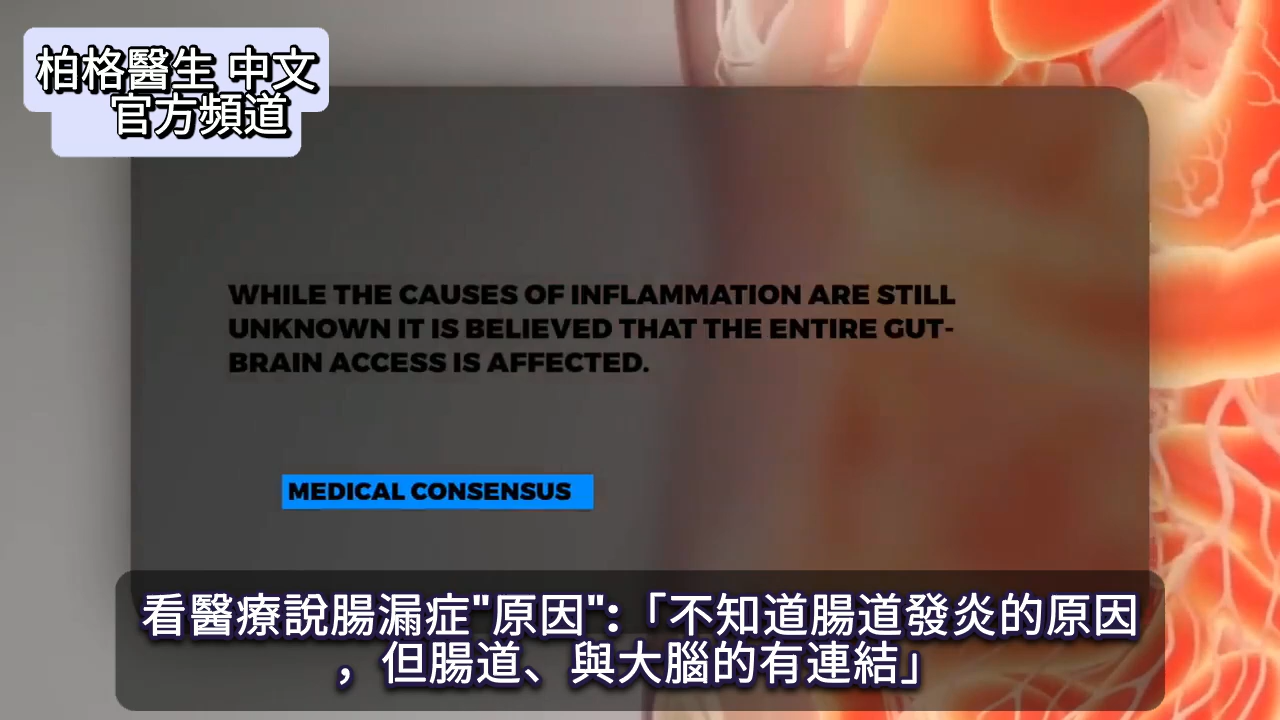 柏格醫生 中文
官方頻道
WHILE THE CAUSES OF INFLAMMATION ARE STILL
UNKNOWN IT IS BELIEVED THAT THE ENTIRE GUT-
BRAIN ACCESS IS AFFECTED.
MEDICAL CONSENSUS
看醫療說腸漏症"原因":「不知道腸道發炎的原因
，但腸道、與大腦的有連結」